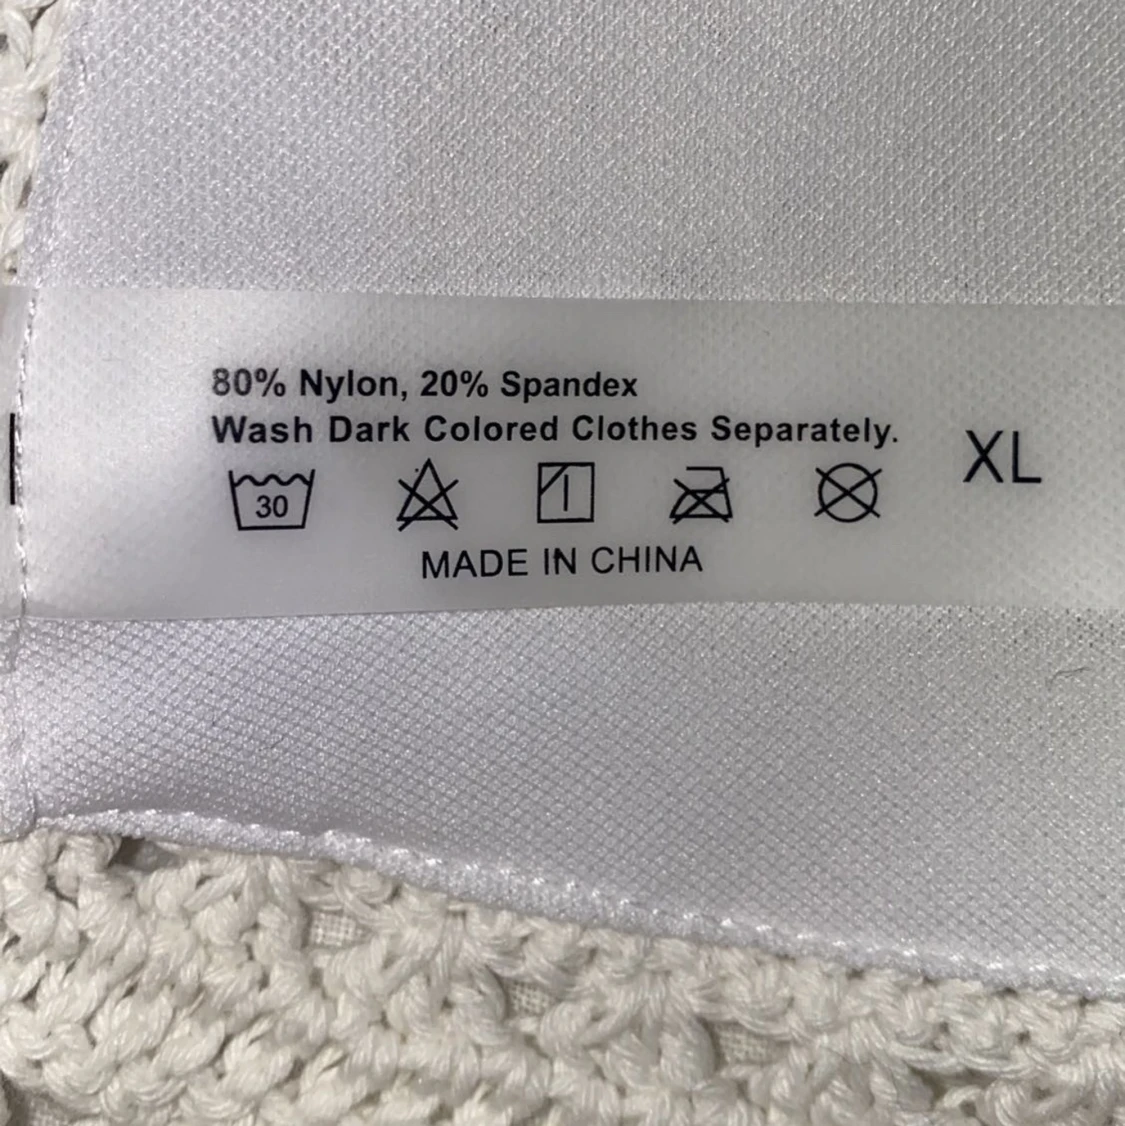 80% Nylon, 20% Spandex
Wash Dark Colored Clothes Separately.
XL
30
MADE IN CHINA